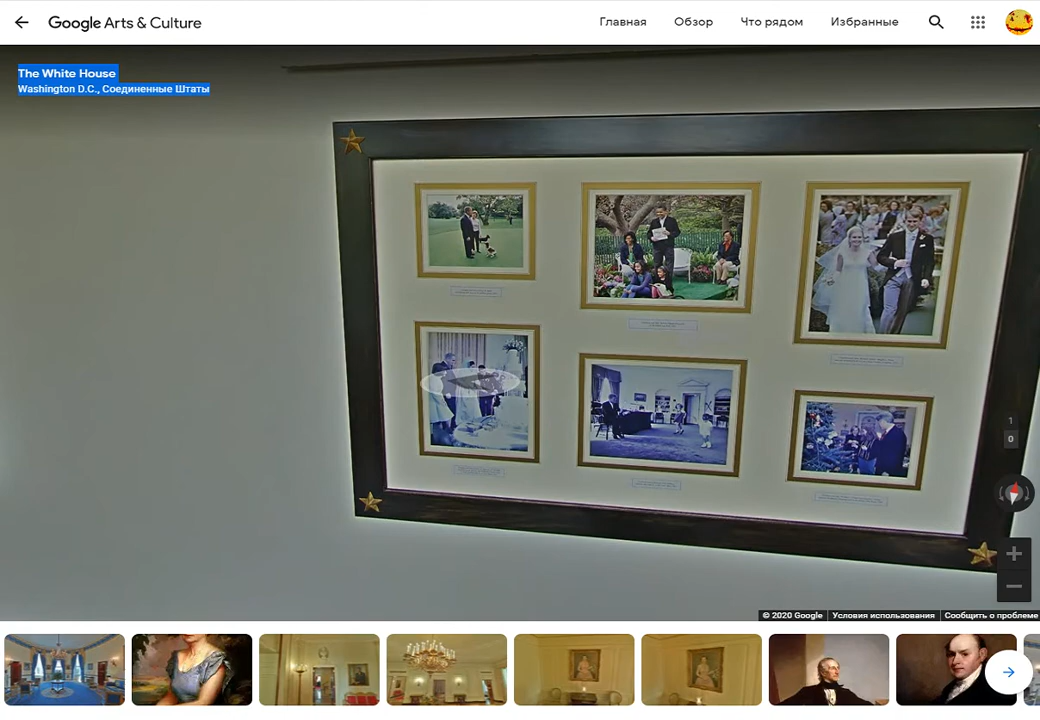 Google Arts & Culture
Главная Обзор Что рядом Избранные
The White House
Washington D.C., Соединенные Штаты
1
0
© 2020 Google Условия использования Сообщить о проблеме